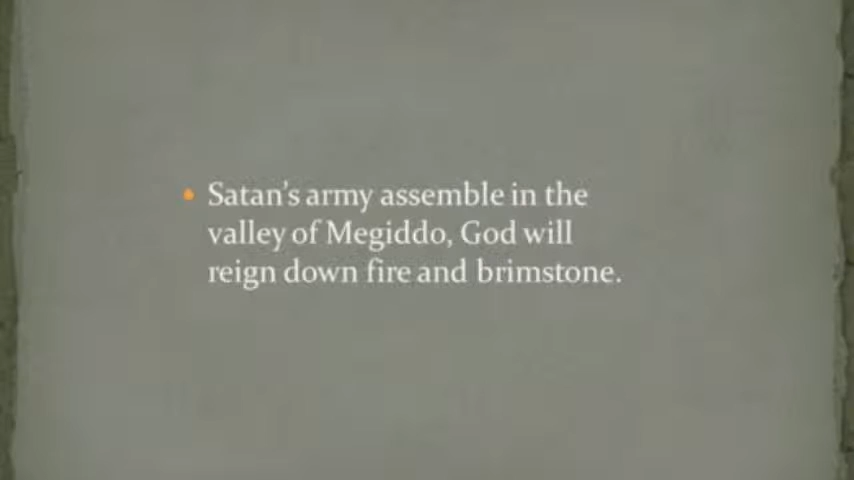 • Satan's army assemble in the
valley of Megiddo, God will
reign down fire and brimstone.